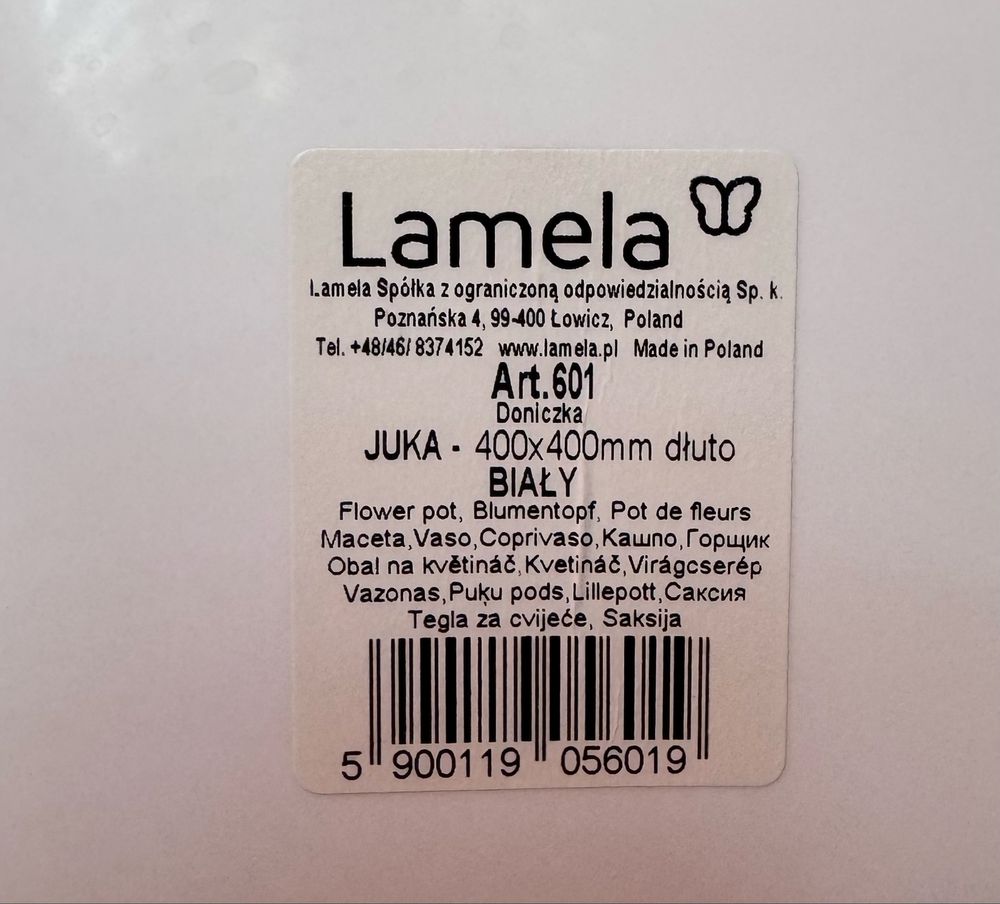 Lamela
Lamela Spółka z ograniczoną odpowiedzialnością Sp. k.
Poznańska 4, 99-400 Łowicz, Poland
Tel. +48/46/ 8374152 www.lamela.pl Made in Poland
Art.601
Doniczka
JUKA - 400x400mm dłuto
BIAŁY
Flower pot, Blumentopf, Pot de fleurs
Maceta,Vaso,Coprivaso,Кашпо,Горщик
Obal na květináč,Kvetináč,Virágcserép
Vazonas,Puķu pods,Lillepott,Саксия
Tegla za cvijeće, Saksija
5 900119 056019